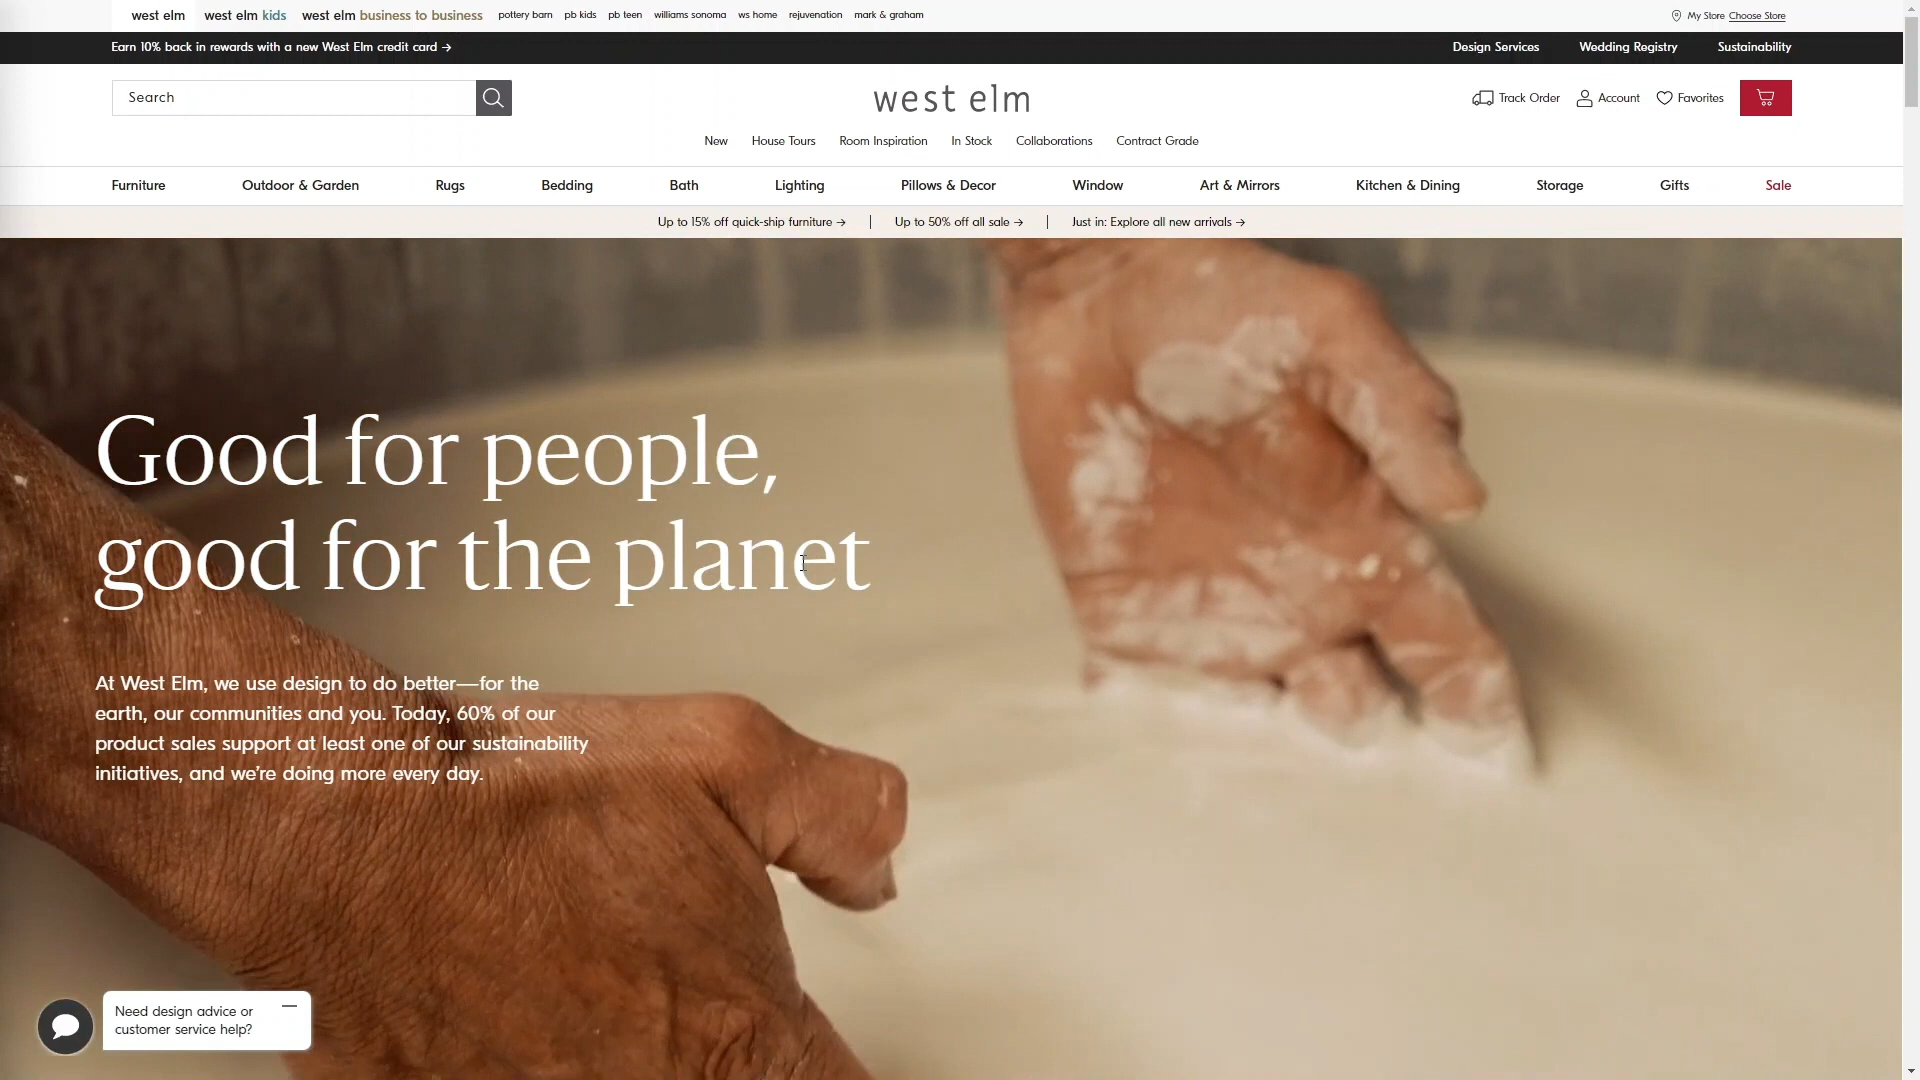 west elm
west elm kids
west elm business to business
pottery barn
pb kids
pb teen
williams sonoma
ws home
rejuvenation
mark & graham
My Store Choose Store
Earn 10% back in rewards with a new West Elm credit card →
Design Services
Wedding Registry
Sustainability
Search
west elm
Track Order
Account
Favorites
New
House Tours
Room Inspiration
In Stock
Collaborations
Contract Grade
Furniture
Outdoor & Garden
Rugs
Bedding
Bath
Lighting
Pillows & Decor
Window
Art & Mirrors
Kitchen & Dining
Storage
Gifts
Sale
Up to 15% off quick-ship furniture →
Up to 50% off all sale →
Just in: Explore all new arrivals →
Good for people,
good for the planet
At West Elm, we use design to do better—for the
earth, our communities and you. Today, 60% of our
product sales support at least one of our sustainability
initiatives, and we're doing more every day.
Need design advice or
customer service help?